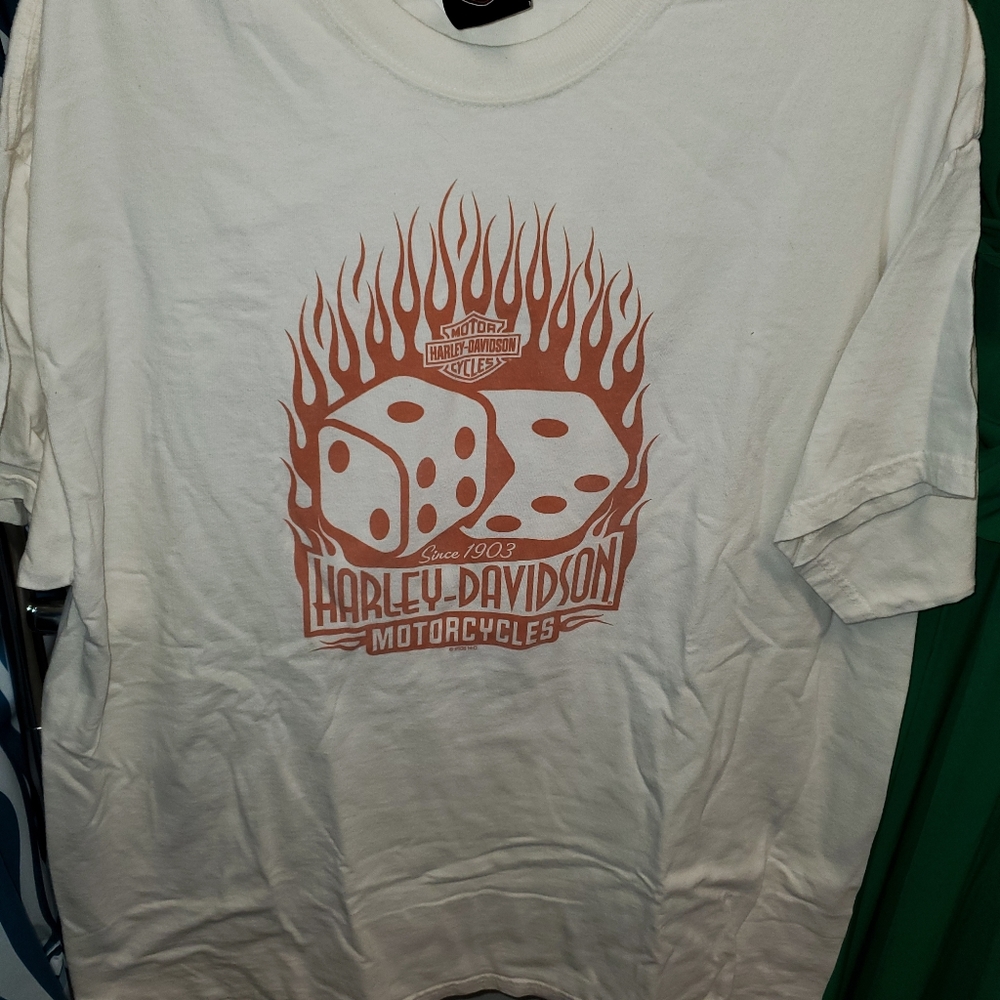 MOTOR
HARLEY-DAVIDSON
CYCLES
Since 1903
HARLEY-DAVIDSON
MOTORCYCLES